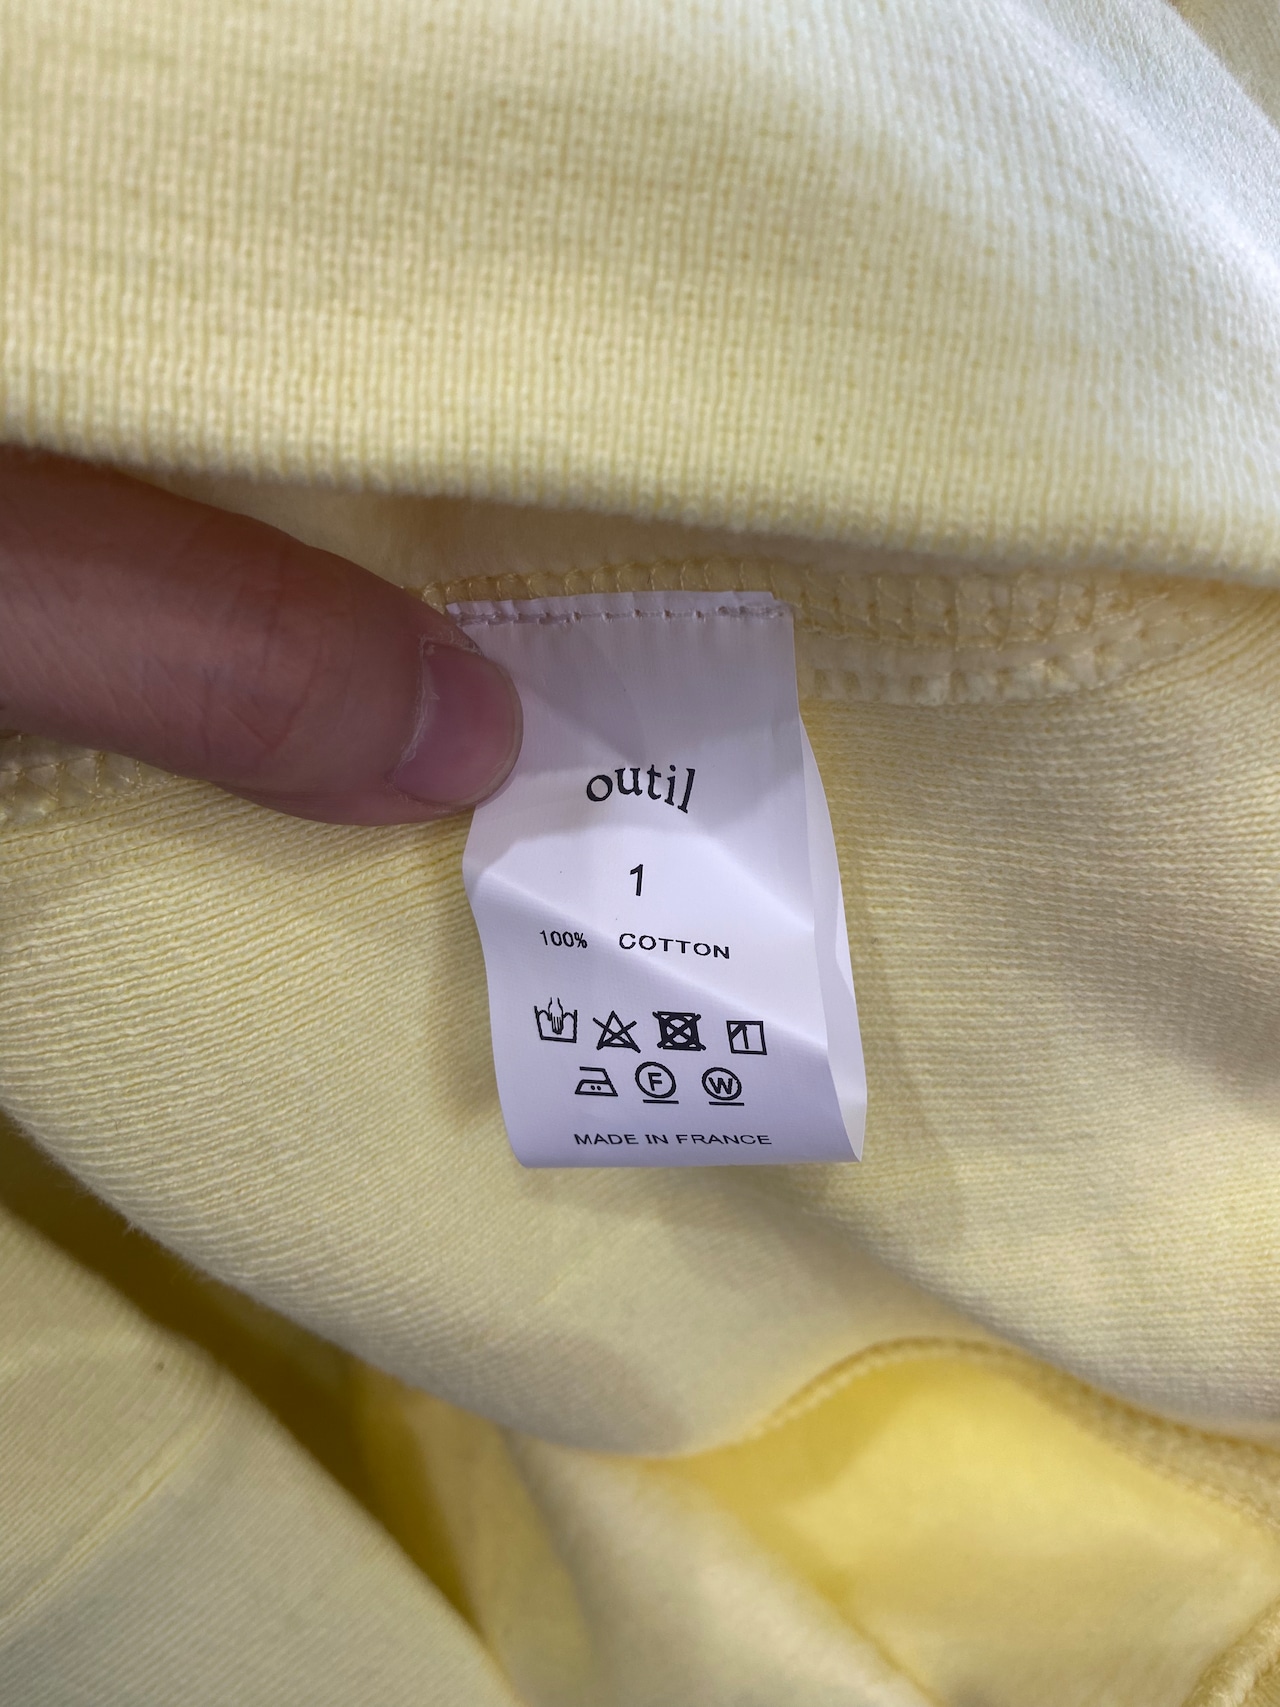 outil
1
100% COTTON
F W
MADE IN FRANCE